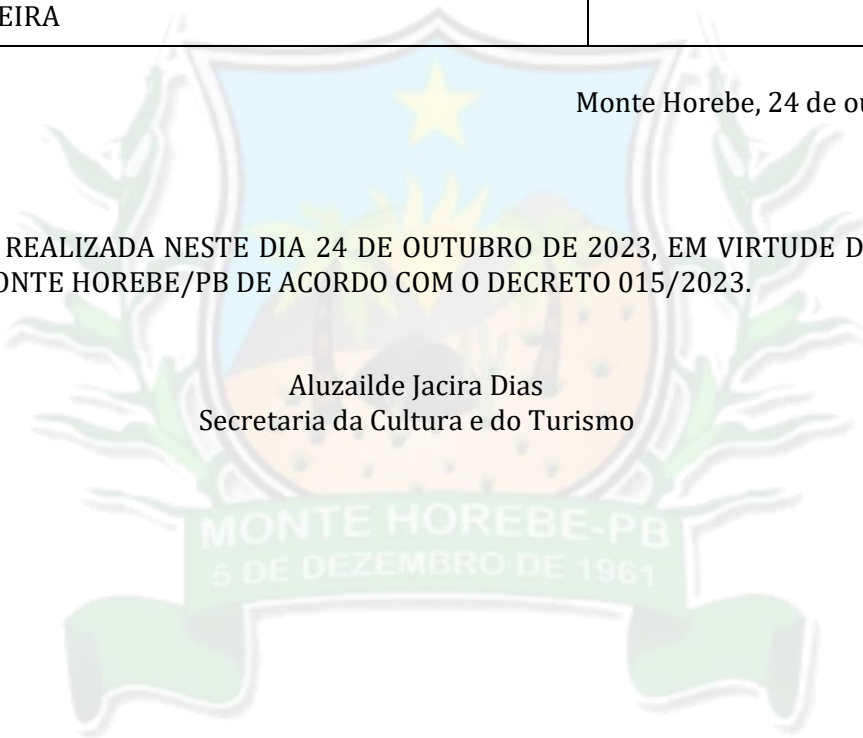 EIRA
Monte Horebe, 24 de ou
REALIZADA NESTE DIA 24 DE OUTUBRO DE 2023, EM VIRTUDE D
ONTE HOREBE/PB DE ACORDO COM O DECRETO 015/2023.
Aluzailde Jacira Dias
Secretaria da Cultura e do Turismo
MONTE HOREBE-PB
5 DE DEZEMBRO DE 1961